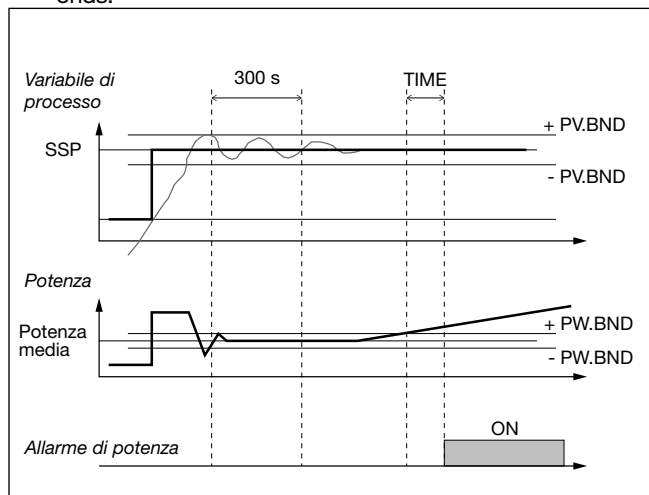 ends.
Variabile di
processo
300 s
TIME
+ PV.BND
SSP
- PV.BND
Potenza
Potenza
media
+ PW.BND
- PW.BND
ON
Allarme di potenza